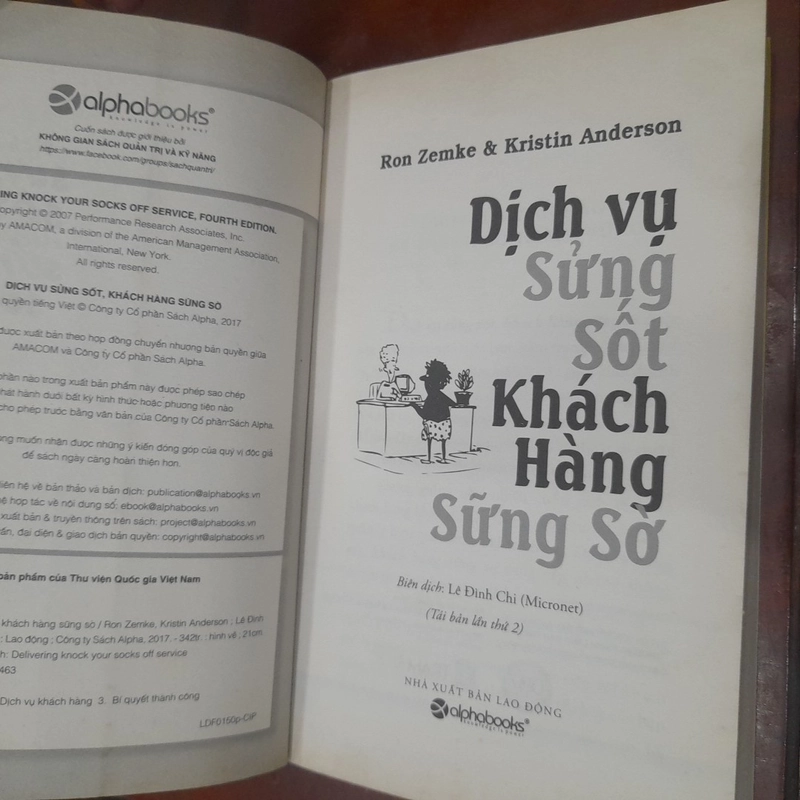 alphabooks®
knowledge is power
Cuốn sách được giới thiệu bởi
KHÔNG GIAN SÁCH QUẢN TRỊ VÀ KỸ NĂNG
https://www.facebook.com/groups/sachquantri/
ING KNOCK YOUR SOCKS OFF SERVICE, FOURTH EDITION.
opyright © 2007 Performance Research Associates, Inc.
by AMACOM, a division of the American Management Association,
International, New York.
All rights reserved.
DỊCH VỤ SỬNG SỐT, KHÁCH HÀNG SỮNG SỜ
quyền tiếng Việt © Công ty Cổ phần Sách Alpha, 2017
được xuất bản theo hợp đồng chuyển nhượng bản quyền giữa
AMACOM và Công ty Cổ phần Sách Alpha.
phần nào trong xuất bản phẩm này được phép sao chép
phát hành dưới bất kỳ hình thức hoặc phương tiện nào
cho phép trước bằng văn bản của Công ty Cổ phần Sách Alpha.
ng muốn nhận được những ý kiến đóng góp của quý vị độc giả
để sách ngày càng hoàn thiện hơn.
liên hệ về bản thảo và bản dịch: publication@alphabooks.vn
hệ hợp tác về nội dung số: ebook@alphabooks.vn
xuất bản & truyền thông trên sách: project@alphabooks.vn
ấn, đại diện & giao dịch bản quyền: copyright@alphabooks.vn
bản phẩm của Thư viện Quốc gia Việt Nam
khách hàng sững sờ / Ron Zemke, Kristin Anderson ; Lê Đình
: Lao động ; Công ty Sách Alpha, 2017. - 342tr. : hình vẽ ; 21cm
h: Delivering knock your socks off service
463
Dịch vụ khách hàng 3. Bí quyết thành công
LDF0150p-CIP
Ron Zemke & Kristin Anderson
Dịch vụ
Sửng
Sốt
Khách
Hàng
Sững Sờ
Biên dịch: Lê Đình Chi (Micronet)
(Tái bản lần thứ 2)
NHÀ XUẤT BẢN LAO ĐỘNG
alphabooks®
knowledge is power